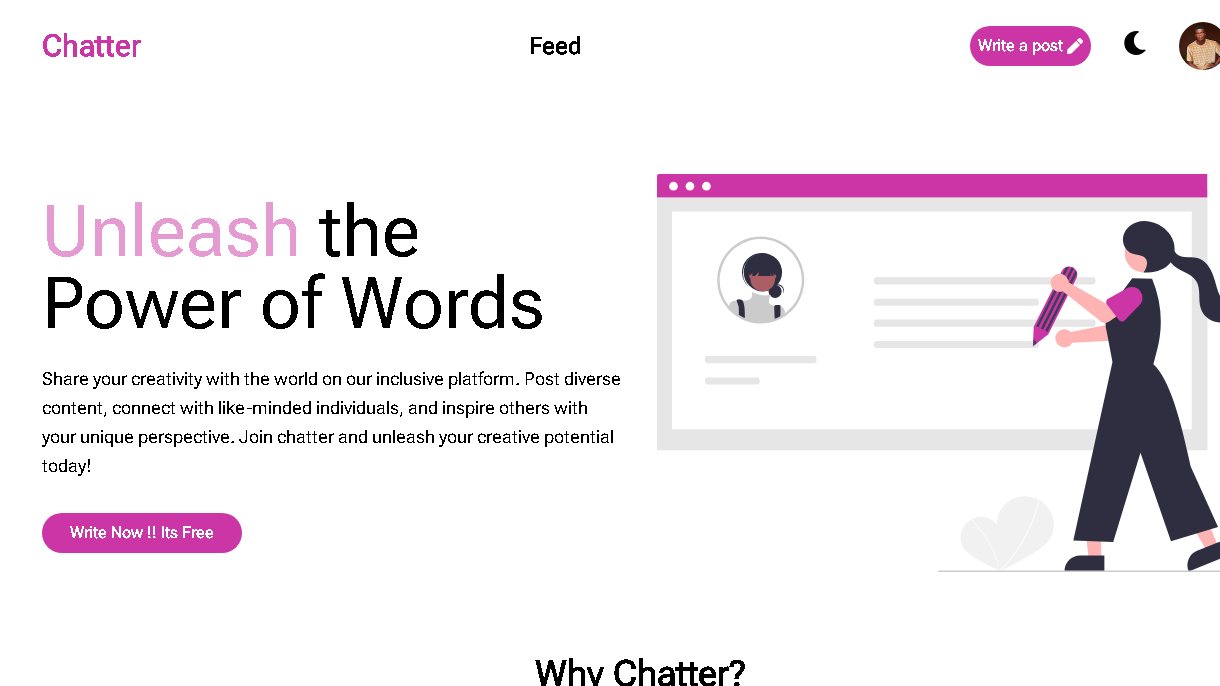 Chatter
Feed
Write a post
Unleash the
Power of Words
Share your creativity with the world on our inclusive platform. Post diverse
content, connect with like-minded individuals, and inspire others with
your unique perspective. Join chatter and unleash your creative potential
today!
Write Now !! Its Free
Why Chatter?